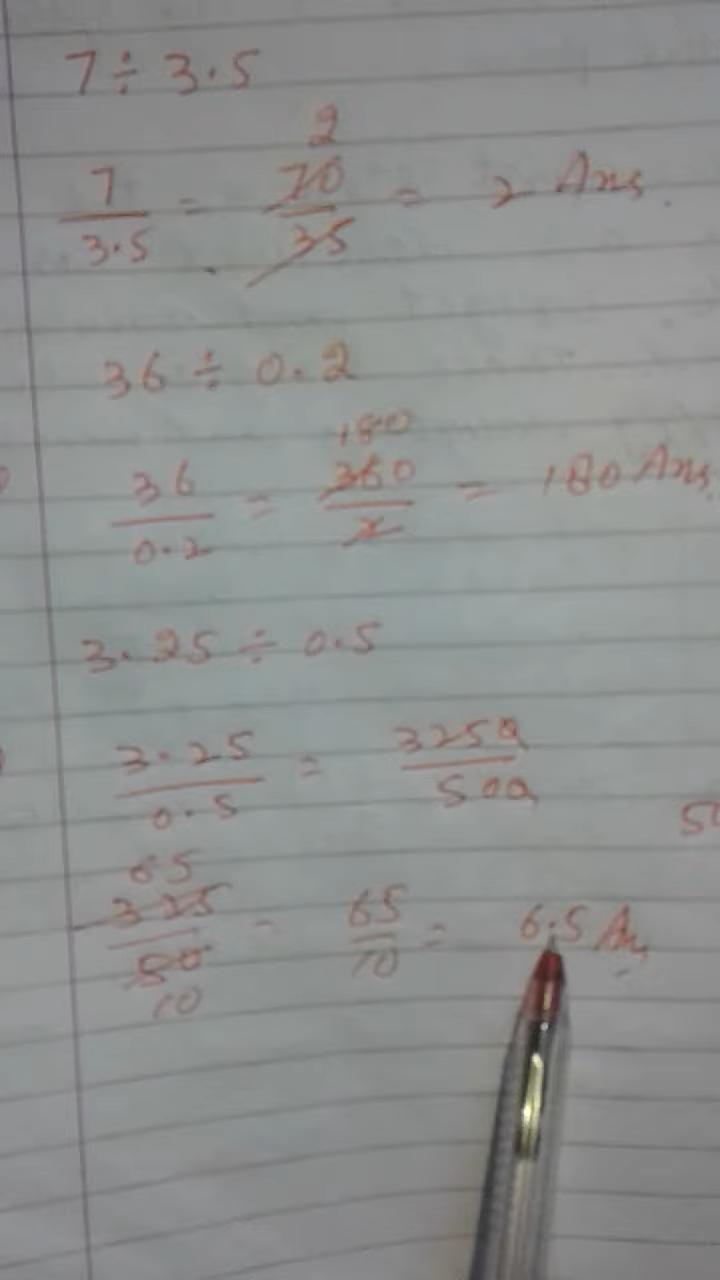 7 ÷ 3.5
2
7/3.5 = 70/35 = 2 Ans.
36 ÷ 0.2
180
36/0.2 = 360/2 = 180 Ans
3.25 ÷ 0.5
3.25/0.5 = 3250/500
65
325/50 = 65/10 = 6.5 An
10